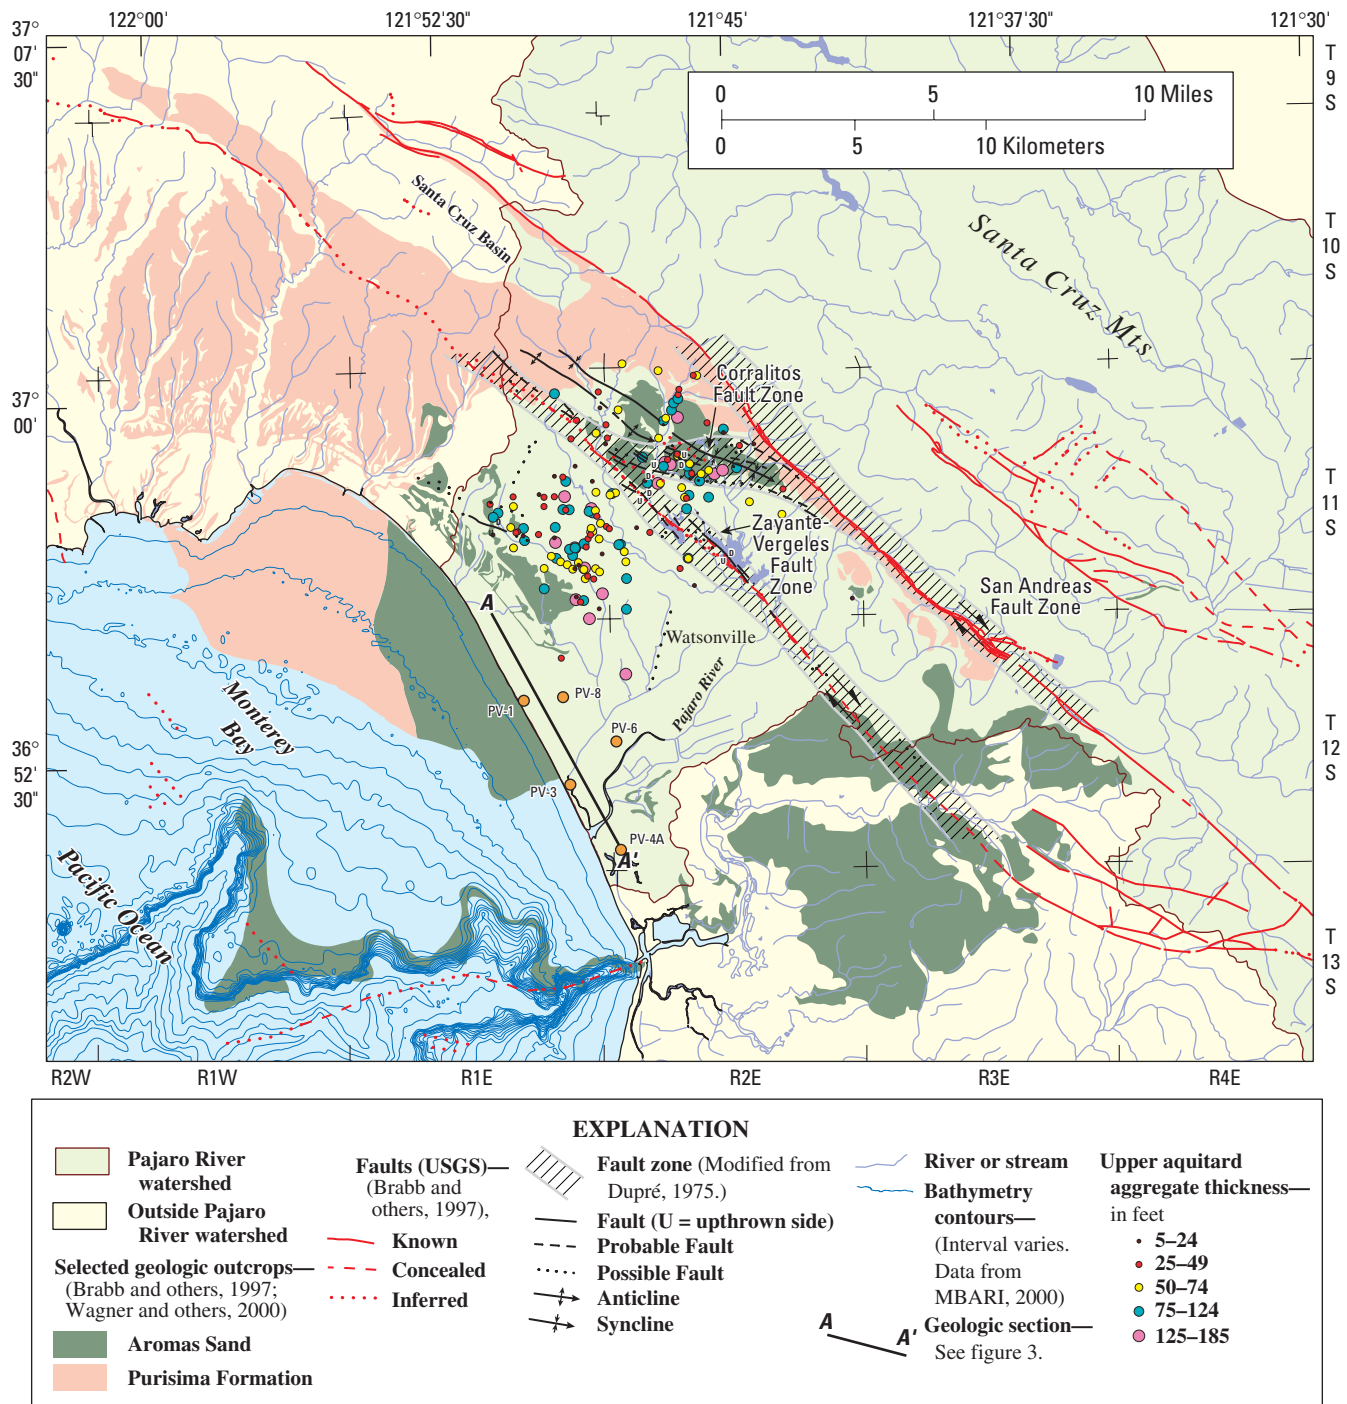 122°00'
121°52'30"
121°45'
121°37'30"
121°30'
37°
07'
30"
37°
00'
36°
52'
30"
T
9
S
T
10
S
T
11
S
T
12
S
T
13
S
0 5 10 Miles
0 5 10 Kilometers
Santa Cruz Basin
Santa Cruz Mts
Corralitos
Fault Zone
Zayante
Vergeles
Fault
Zone
San Andreas
Fault Zone
Watsonville
Pajaro River
A
PV-1
PV-8
PV-6
PV-3
PV-4A
A'
Monterey
Bay
Pacific Ocean
U
U
D
D
U
D
D
U
D
U
R2W
R1W
R1E
R2E
R3E
R4E
EXPLANATION
Pajaro River
watershed
Outside Pajaro
River watershed
Selected geologic outcrops—
(Brabb and others, 1997;
Wagner and others, 2000)
Aromas Sand
Purisima Formation
Faults (USGS)—
(Brabb and
others, 1997),
Known
Concealed
Inferred
Fault zone (Modified from
Dupré, 1975.)
Fault (U = upthrown side)
Probable Fault
Possible Fault
Anticline
Syncline
River or stream
Bathymetry
contours—
(Interval varies.
Data from
MBARI, 2000)
A A' Geologic section—
See figure 3.
Upper aquitard
aggregate thickness—
in feet
5–24
25–49
50–74
75–124
125–185